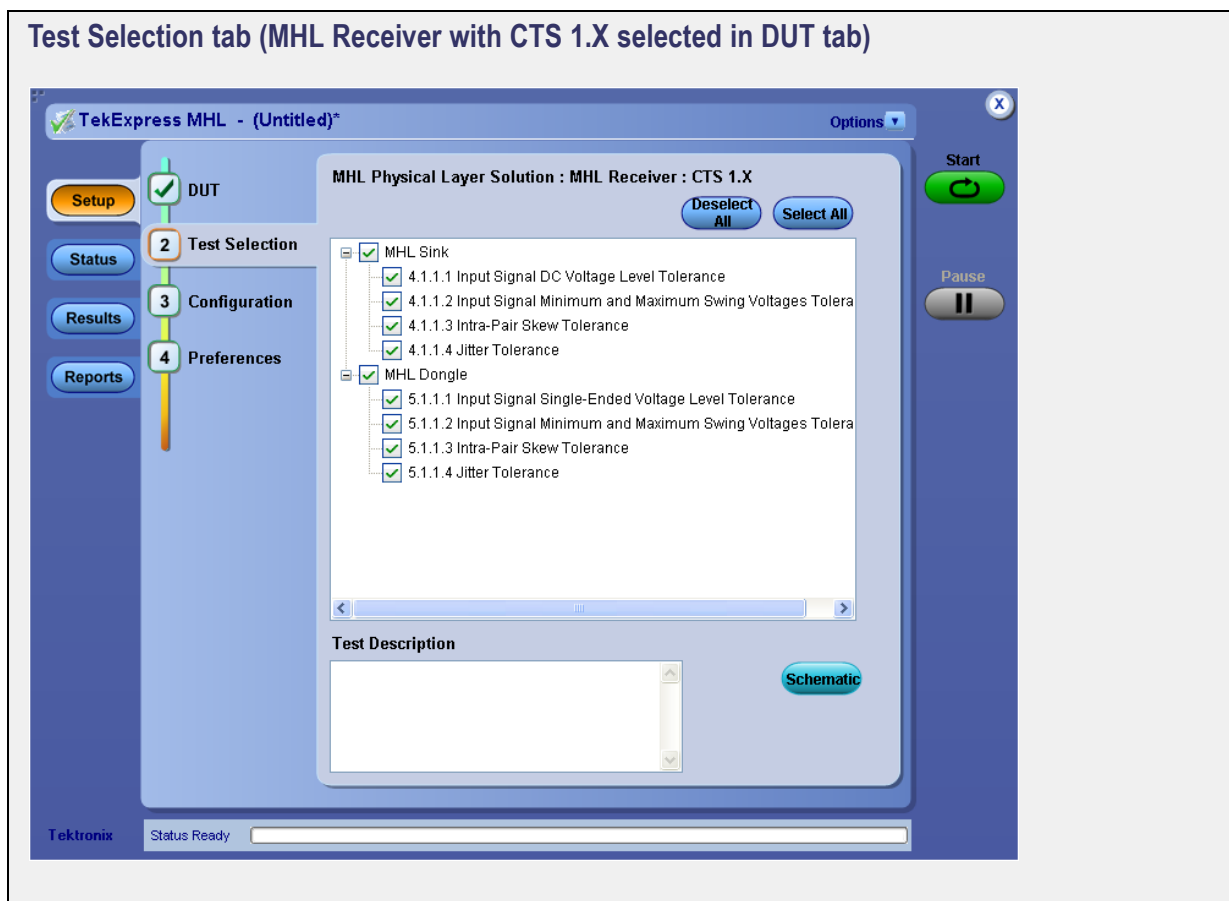 Test Selection tab (MHL Receiver with CTS 1.X selected in DUT tab)
TekExpress MHL - (Untitled)*
Options
X
Setup
Status
Results
Reports
DUT
2 Test Selection
3 Configuration
4 Preferences
MHL Physical Layer Solution : MHL Receiver : CTS 1.X
Deselect
All
Select All
MHL Sink
4.1.1.1 Input Signal DC Voltage Level Tolerance
4.1.1.2 Input Signal Minimum and Maximum Swing Voltages Tolera
4.1.1.3 Intra-Pair Skew Tolerance
4.1.1.4 Jitter Tolerance
MHL Dongle
5.1.1.1 Input Signal Single-Ended Voltage Level Tolerance
5.1.1.2 Input Signal Minimum and Maximum Swing Voltages Tolera
5.1.1.3 Intra-Pair Skew Tolerance
5.1.1.4 Jitter Tolerance
Test Description
Schematic
Start
Pause
Tektronix
Status Ready